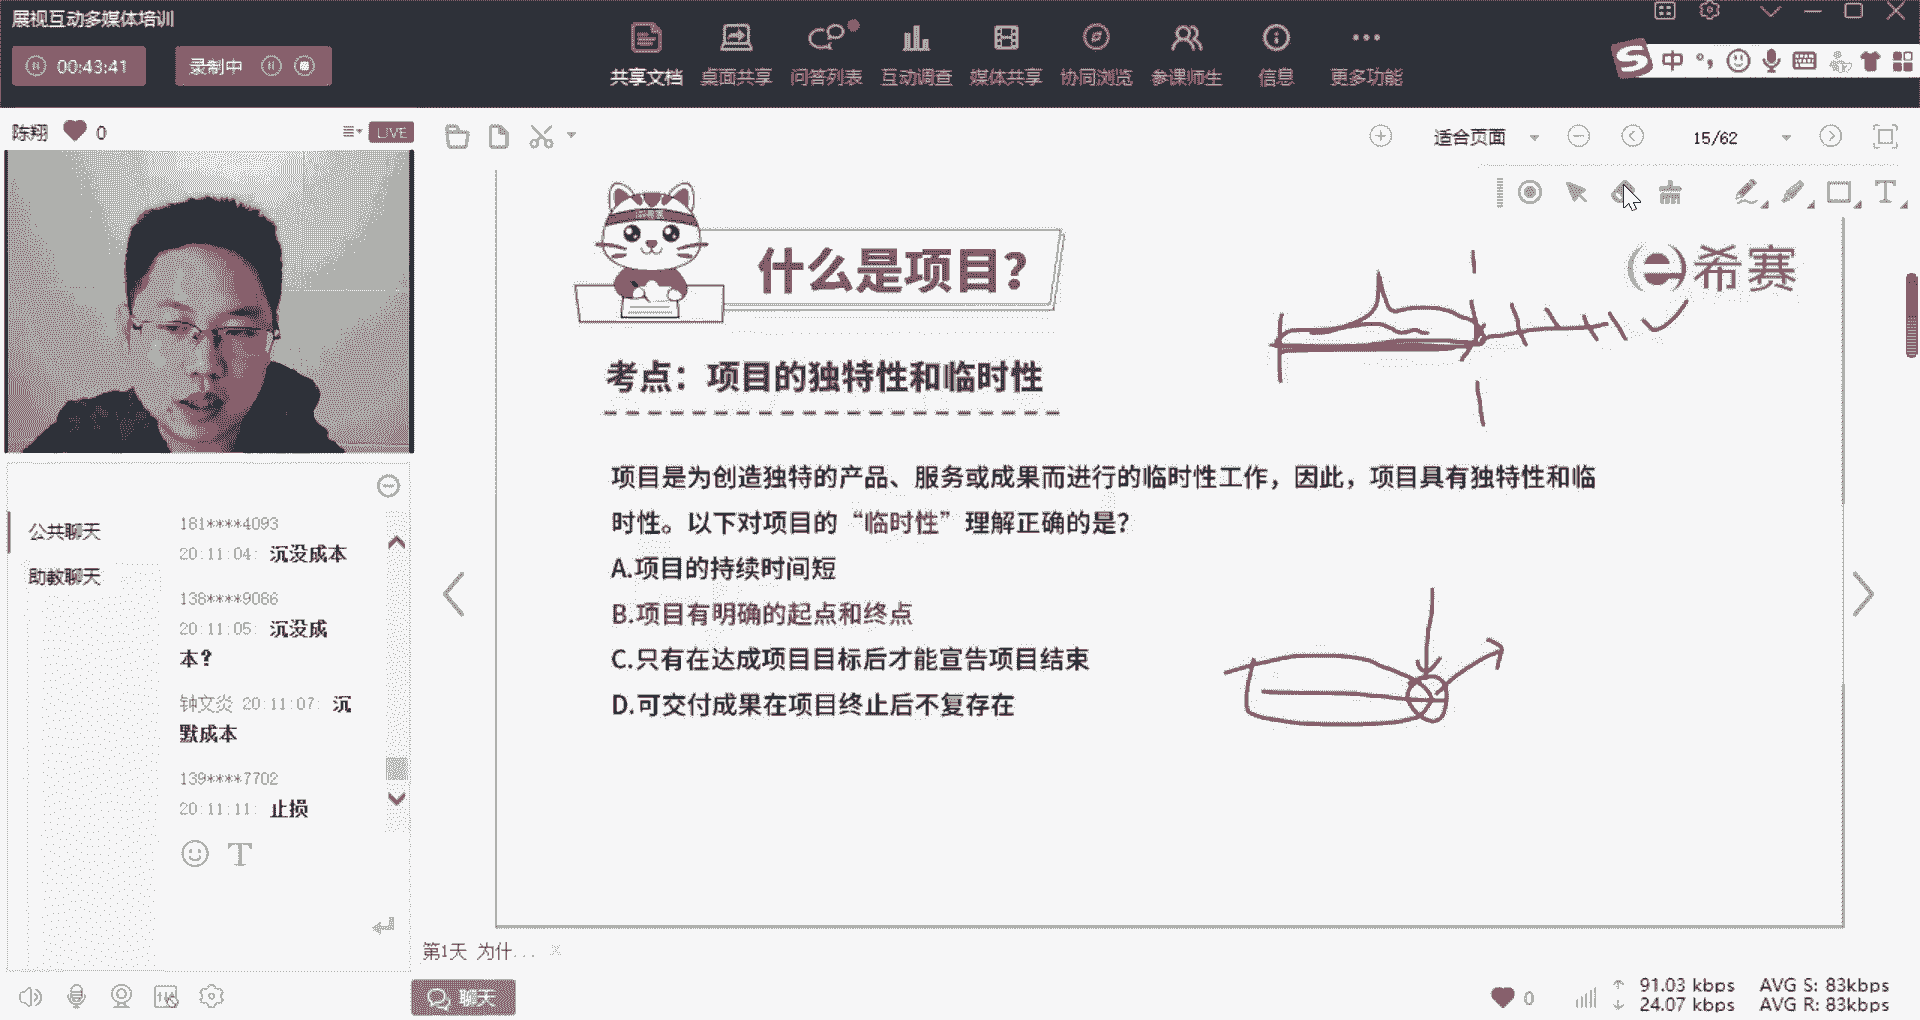 展视互动多媒体培训
00:43:41
录制中
共享文档
桌面共享
问答列表
互动调查
媒体共享
协同浏览
参课师生
信息
更多功能
中
陈翔
0
LIVE
适合页面
15/62
什么是项目？
希赛
考点：项目的独特性和临时性
项目是为创造独特的产品、服务或成果而进行的临时性工作，因此，项目具有独特性和临
时性。以下对项目的“临时性”理解正确的是？
A.项目的持续时间短
B.项目有明确的起点和终点
C.只有在达成项目目标后才能宣告项目结束
D.可交付成果在项目终止后不复存在
公共聊天
助教聊天
181****4093
20:11:04: 沉没成本
138****9086
20:11:05: 沉没成
本？
钟文炎 20:11:07: 沉
默成本
139****7702
20:11:11: 止损
第1天 为什...
聊天
0
91.03 kbps AVG S: 83kbps
24.07 kbps AVG R: 83kbps